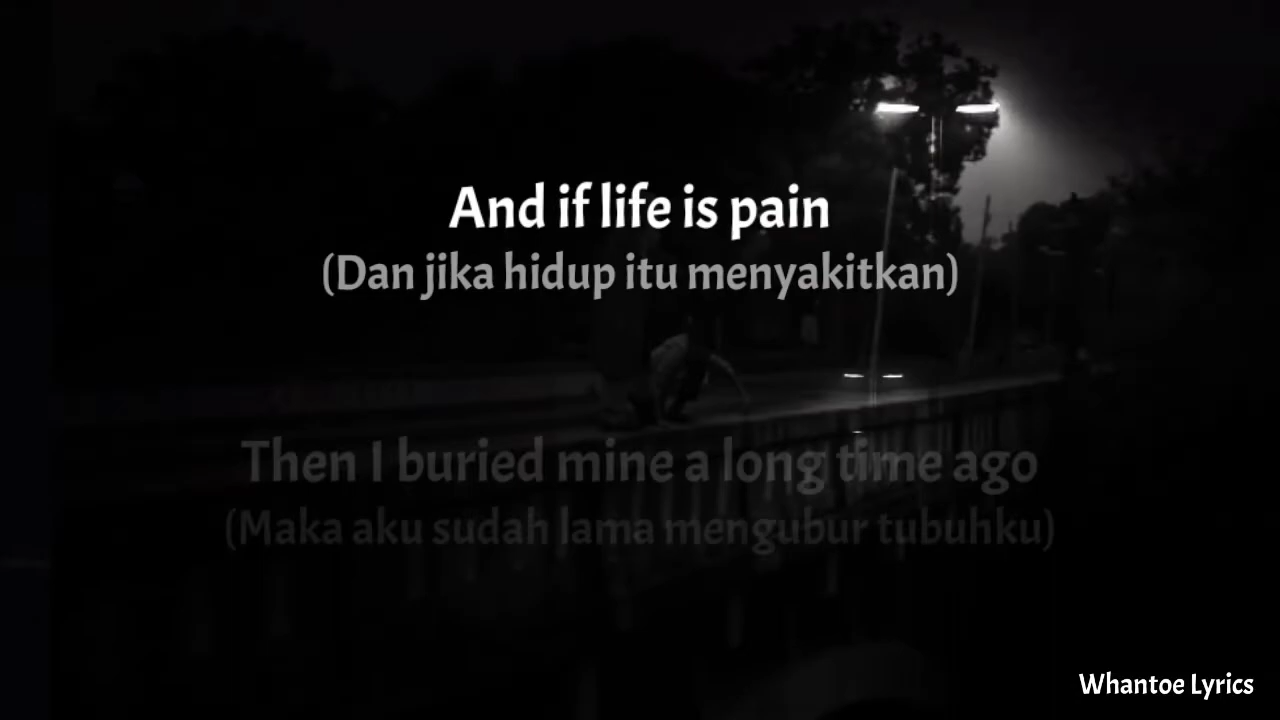 And if life is pain
(Dan jika hidup itu menyakitkan)
Then I buried mine a long time ago
(Maka aku sudah lama mengubur tubuhku)
Whantoe Lyrics